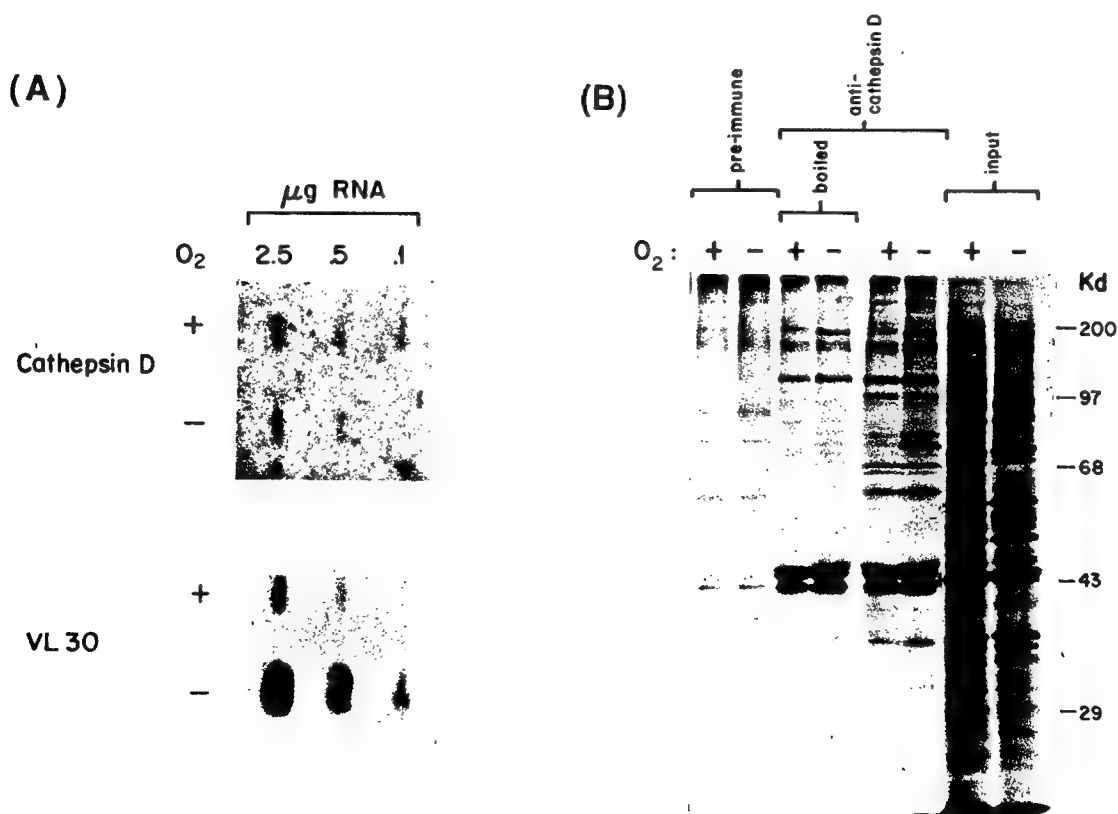 (A)
µg RNA
O2 2.5 .5 .1
+
Cathepsin D
−
+
VL 30
−
(B)
pre-immune
anti-
cathepsin D
boiled
input
O2: + − + − + − + −
Kd
−200
−97
−68
−43
−29